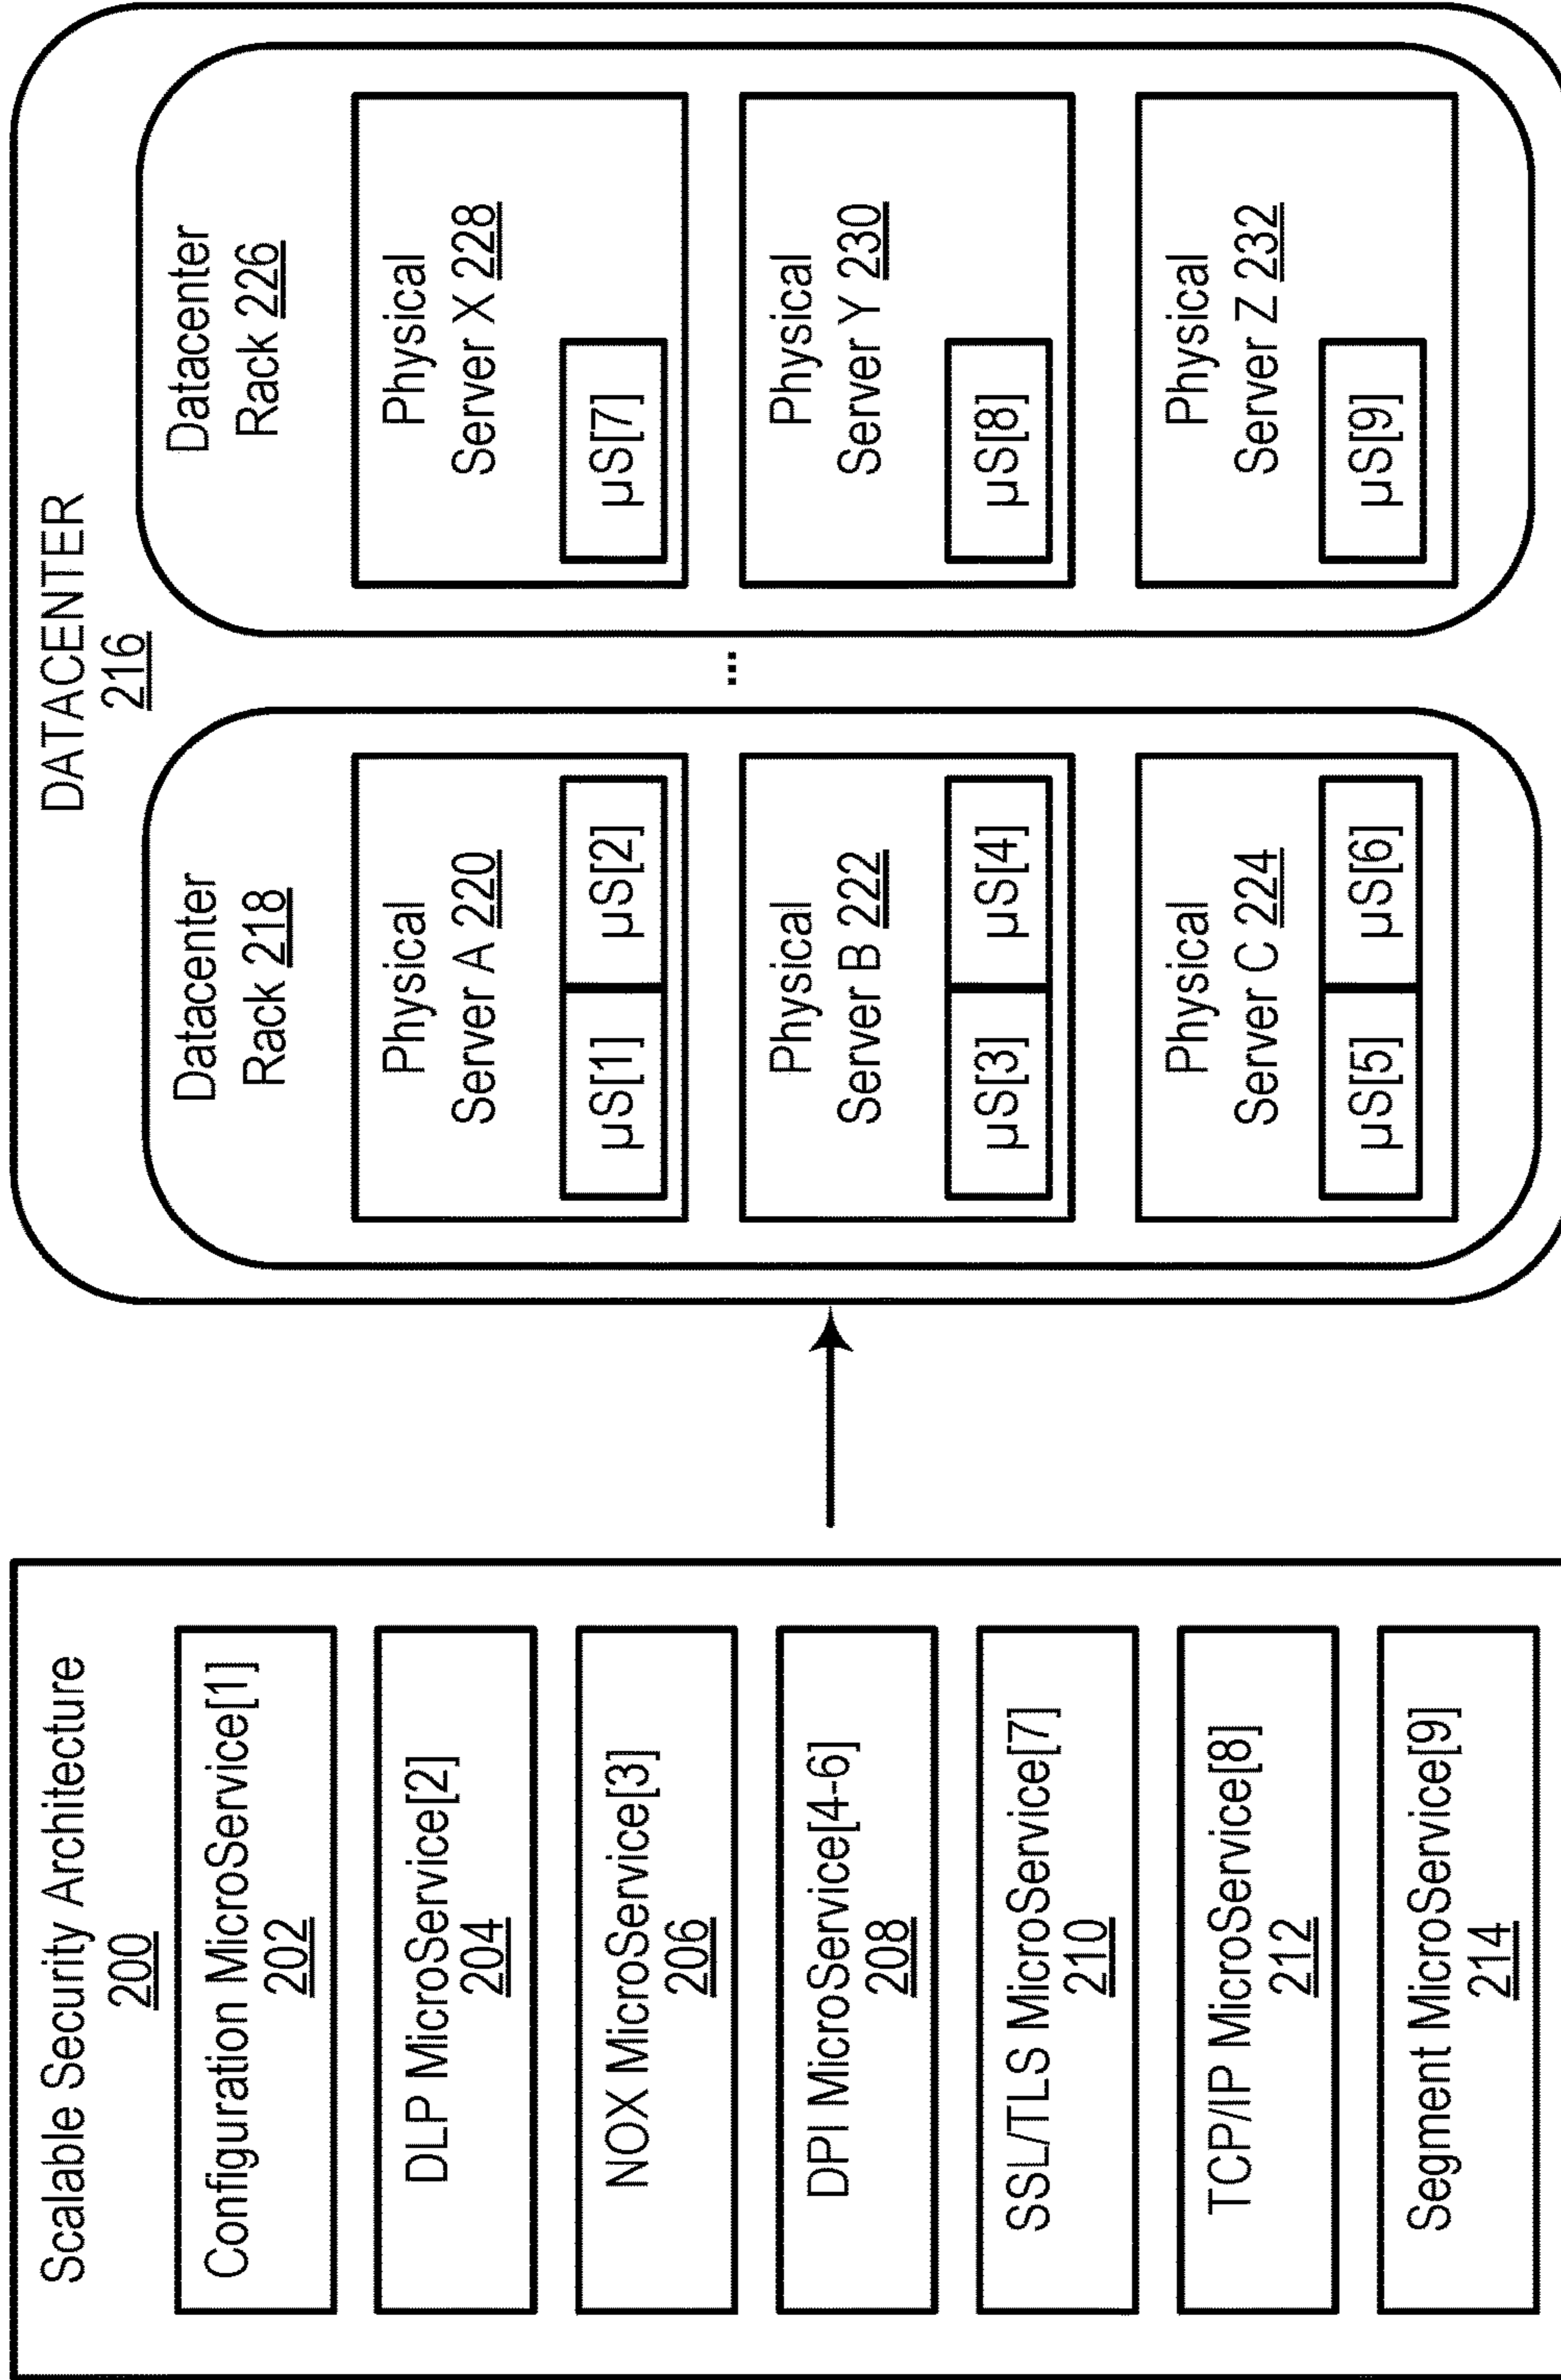 Scalable Security Architecture
200
Configuration MicroService[1]
202
DLP MicroService[2]
204
NOX MicroService[3]
206
DPI MicroService[4-6]
208
SSL/TLS MicroService[7]
210
TCP/IP MicroService[8]
212
Segment MicroService[9]
214
DATACENTER
216
Datacenter
Rack 218
Physical
Server A 220
µS[1] µS[2]
Physical
Server B 222
µS[3] µS[4]
Physical
Server C 224
µS[5] µS[6]
...
Datacenter
Rack 226
Physical
Server X 228
µS[7]
Physical
Server Y 230
µS[8]
Physical
Server Z 232
µS[9]